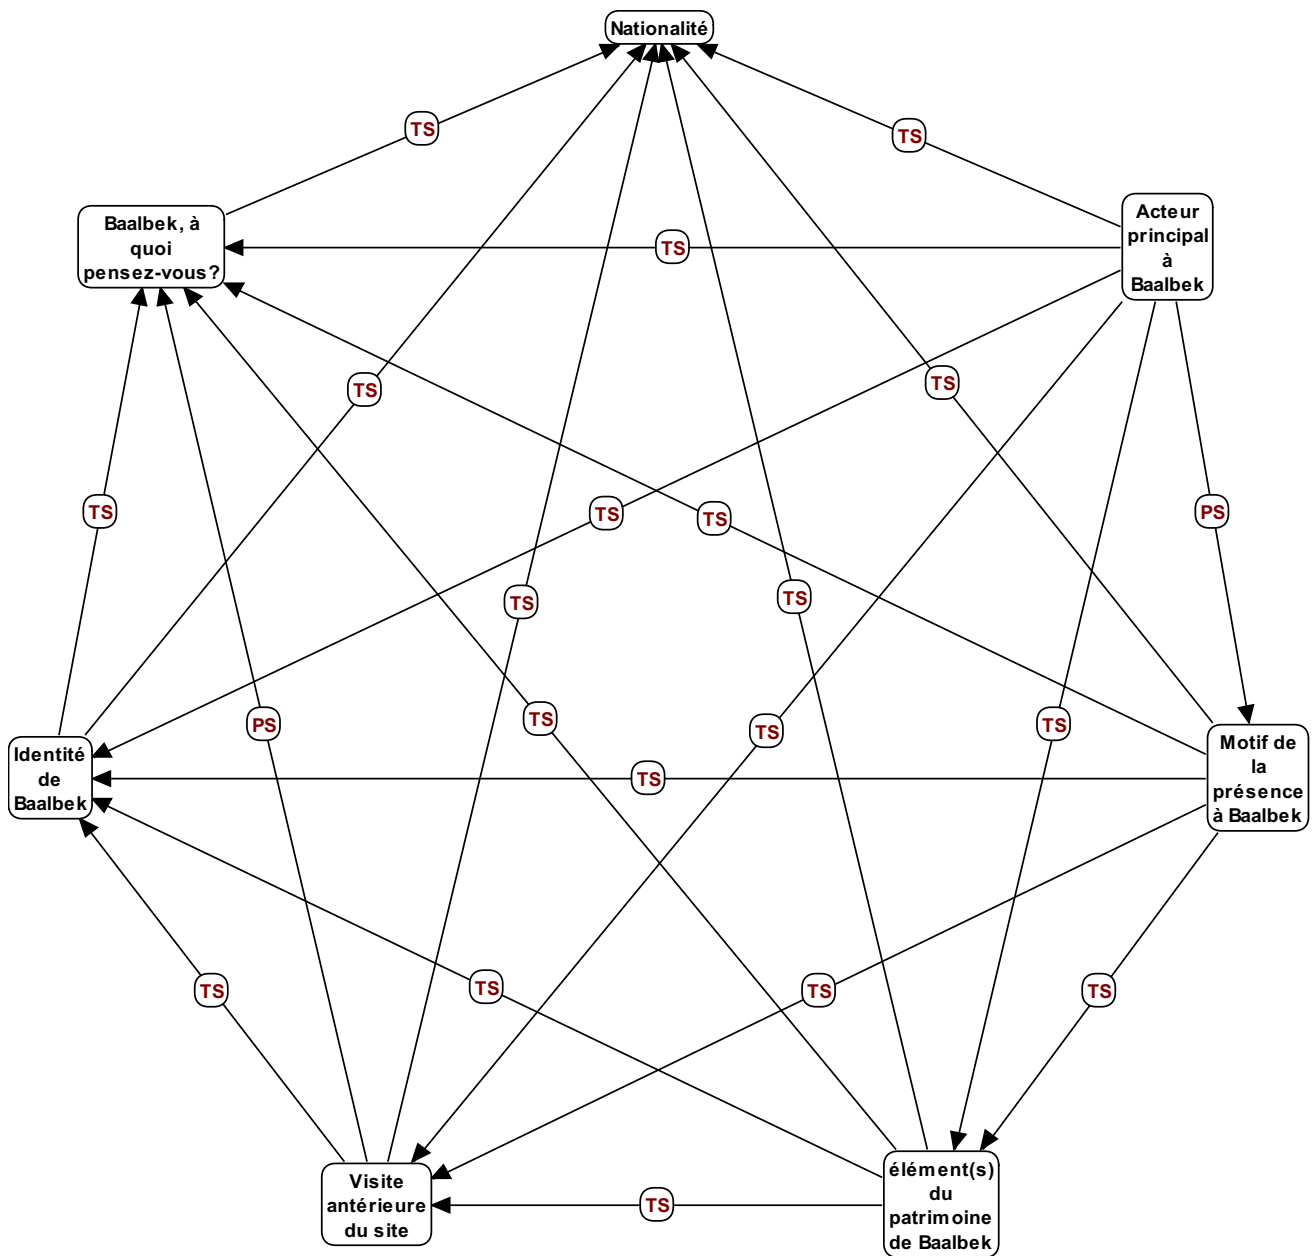 Nationalité
TS
TS
Baalbek, à
quoi
pensez-vous?
TS
Acteur
principal
à
Baalbek
TS
TS
TS
TS
TS
PS
TS
TS
PS
TS
TS
TS
Identité
de
Baalbek
TS
Motif de
la
présence
à Baalbek
TS
TS
TS
TS
Visite
antérieure
du site
TS
élément(s)
du
patrimoine
de Baalbek